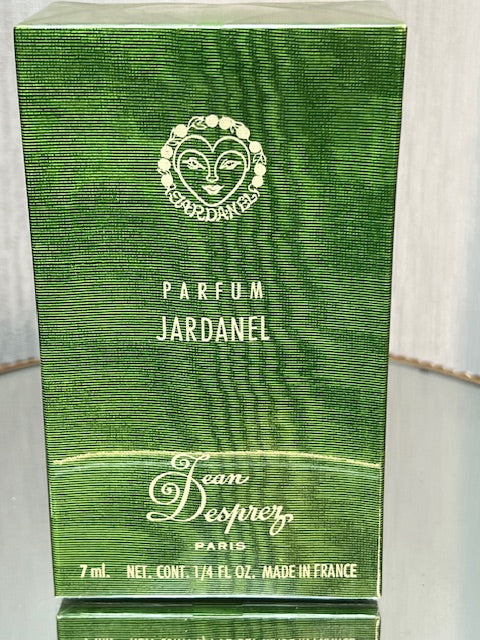 JARDANEL
PARFUM
JARDANEL
Jean
Desprez
PARIS
7 ml. NET. CONT. 1/4 FL OZ. MADE IN FRANCE